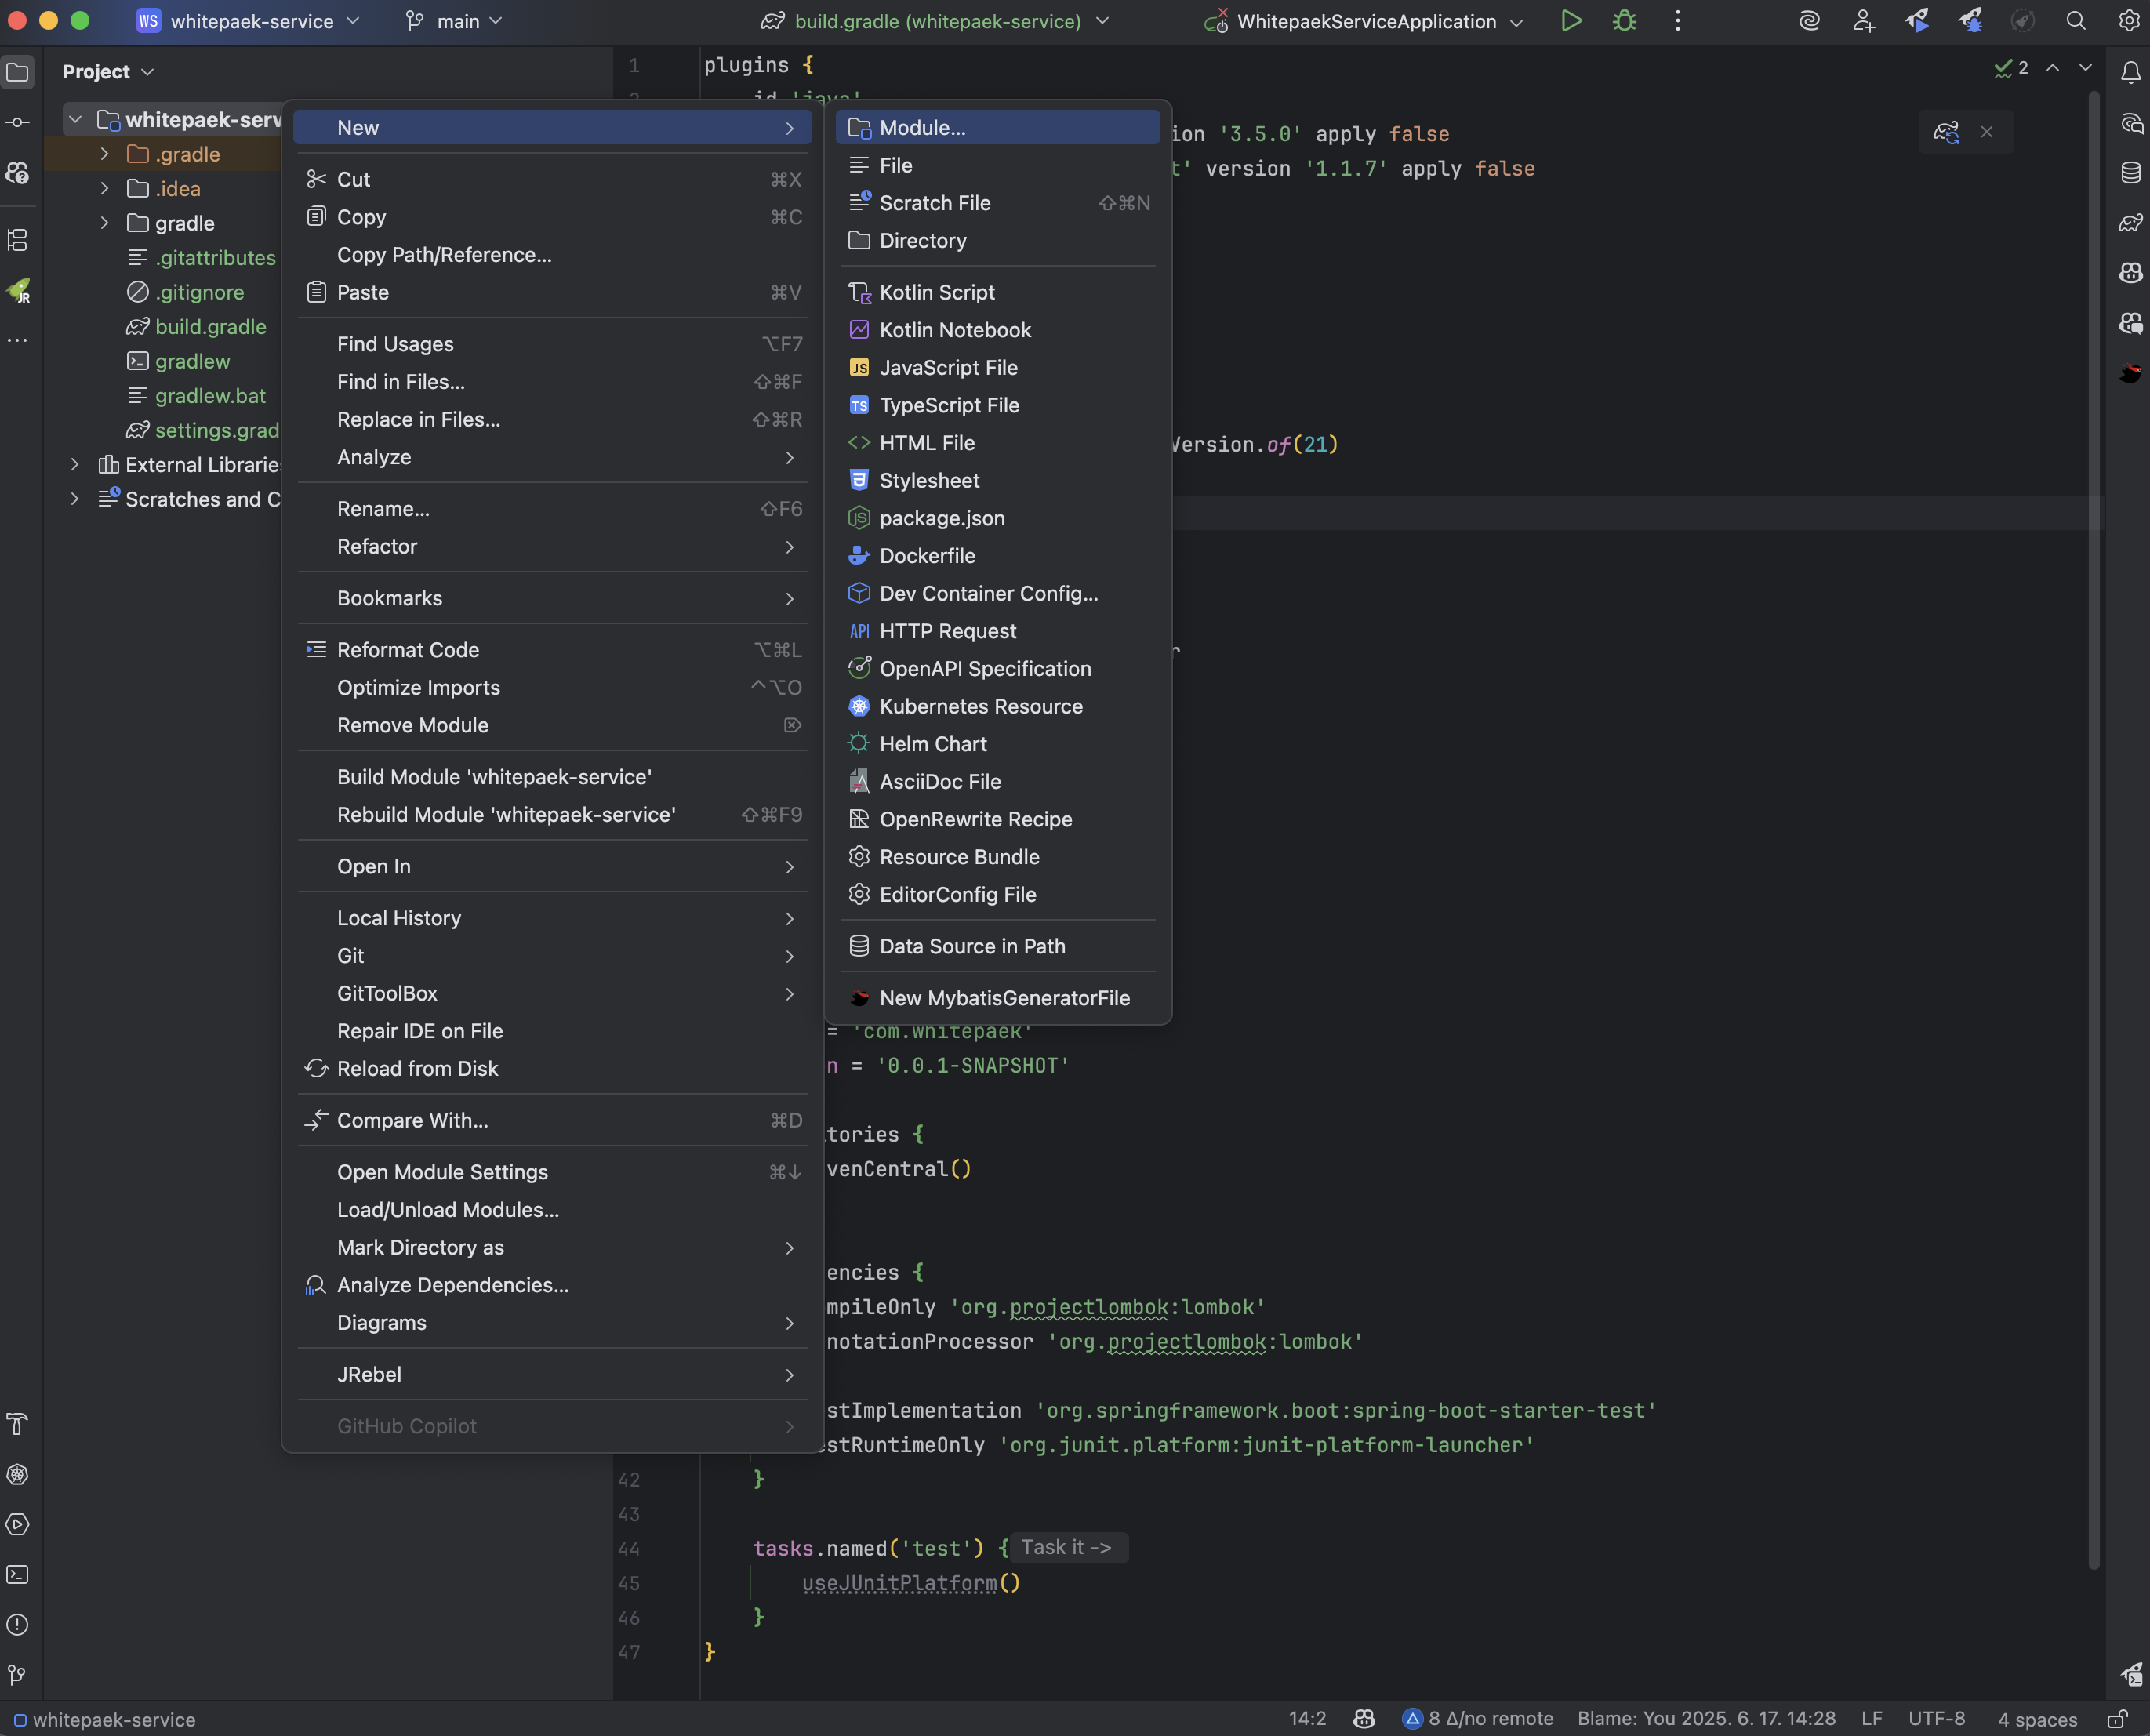 WS whitepaek-service
main
build.gradle (whitepaek-service)
WhitepaekServiceApplication
Project
whitepaek-serv
.gradle
.idea
gradle
.gitattributes
.gitignore
build.gradle
gradlew
gradlew.bat
settings.grad
External Librarie
Scratches and C
JR
New
Cut ⌘X
Copy ⌘C
Copy Path/Reference...
Paste ⌘V
Find Usages ⌥F7
Find in Files... ⇧⌘F
Replace in Files... ⇧⌘R
Analyze
Rename... ⇧F6
Refactor
Bookmarks
Reformat Code ⌥⌘L
Optimize Imports ^⌥O
Remove Module ⌦
Build Module 'whitepaek-service'
Rebuild Module 'whitepaek-service' ⇧⌘F9
Open In
Local History
Git
GitToolBox
Repair IDE on File
Reload from Disk
Compare With... ⌘D
Open Module Settings ⌘↓
Load/Unload Modules...
Mark Directory as
Analyze Dependencies...
Diagrams
JRebel
GitHub Copilot
Module...
File
Scratch File ⇧⌘N
Directory
Kotlin Script
Kotlin Notebook
JS JavaScript File
TS TypeScript File
HTML File
Stylesheet
package.json
Dockerfile
Dev Container Config...
API HTTP Request
OpenAPI Specification
Kubernetes Resource
Helm Chart
AsciiDoc File
OpenRewrite Recipe
Resource Bundle
EditorConfig File
Data Source in Path
New MybatisGeneratorFile
1 plugins {
2 id 'java'
ion '3.5.0' apply false
t' version '1.1.7' apply false
Version.of(21)
r
= 'com.whitepaek'
n = '0.0.1-SNAPSHOT'
tories {
venCentral()
encies {
mpileOnly 'org.projectlombok:lombok'
notationProcessor 'org.projectlombok:lombok'
stImplementation 'org.springframework.boot:spring-boot-starter-test'
estRuntimeOnly 'org.junit.platform:junit-platform-launcher'
42 }
43
44 tasks.named('test') { Task it ->
45 useJUnitPlatform()
46 }
47 }
2
whitepaek-service
14:2
8 Δ/no remote
Blame: You 2025. 6. 17. 14:28
LF
UTF-8
4 spaces